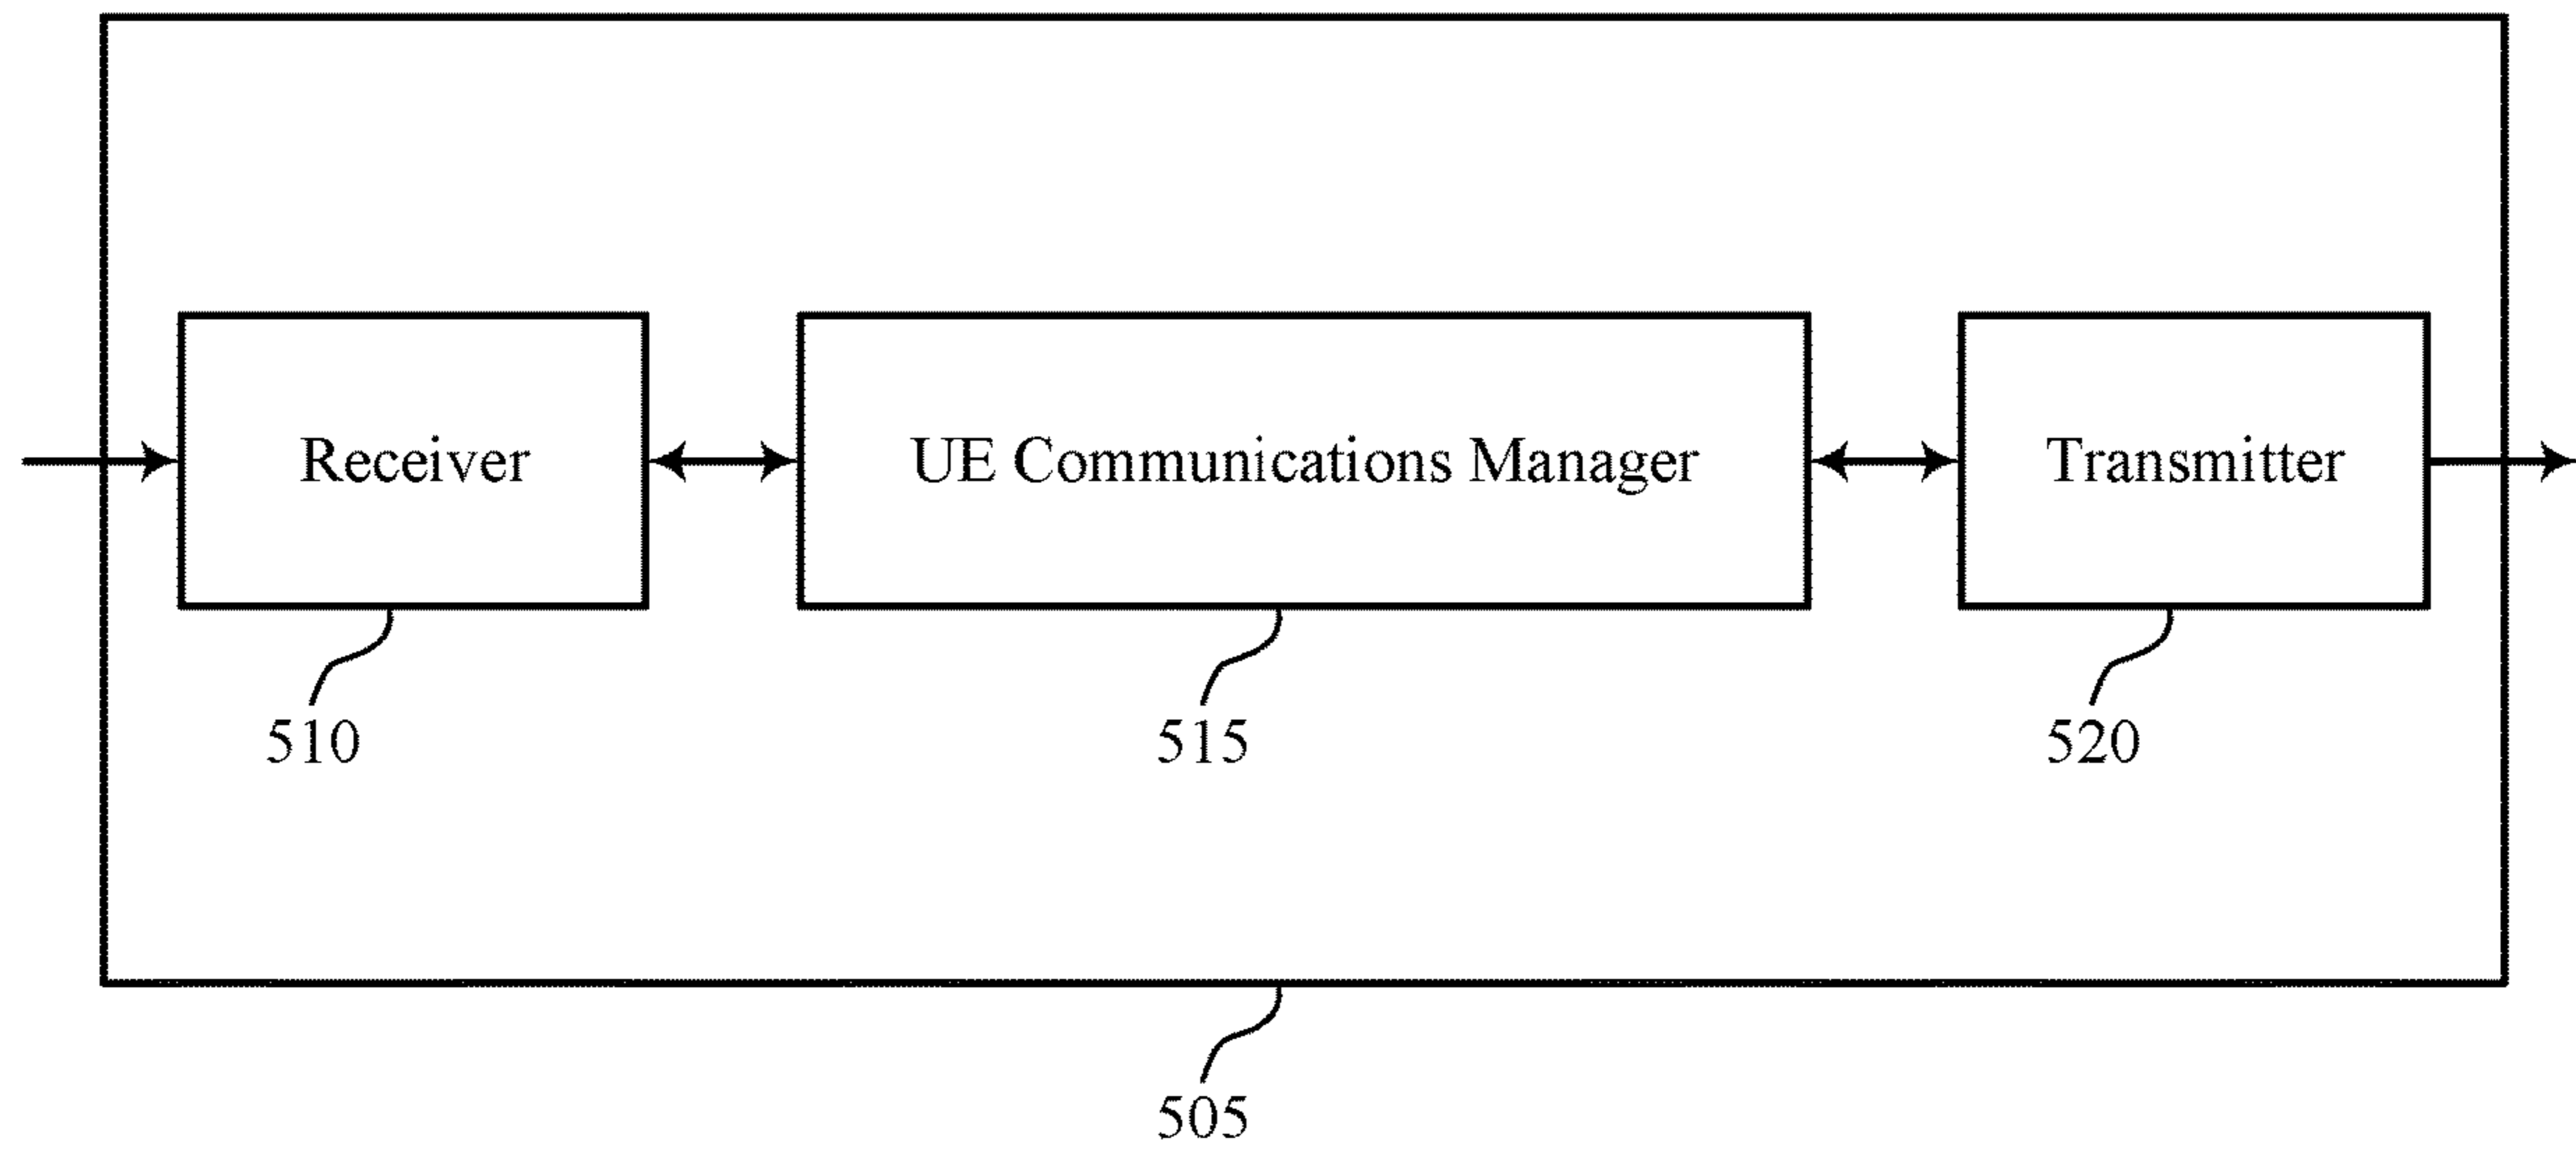 Receiver
UE Communications Manager
Transmitter
510
515
520
505